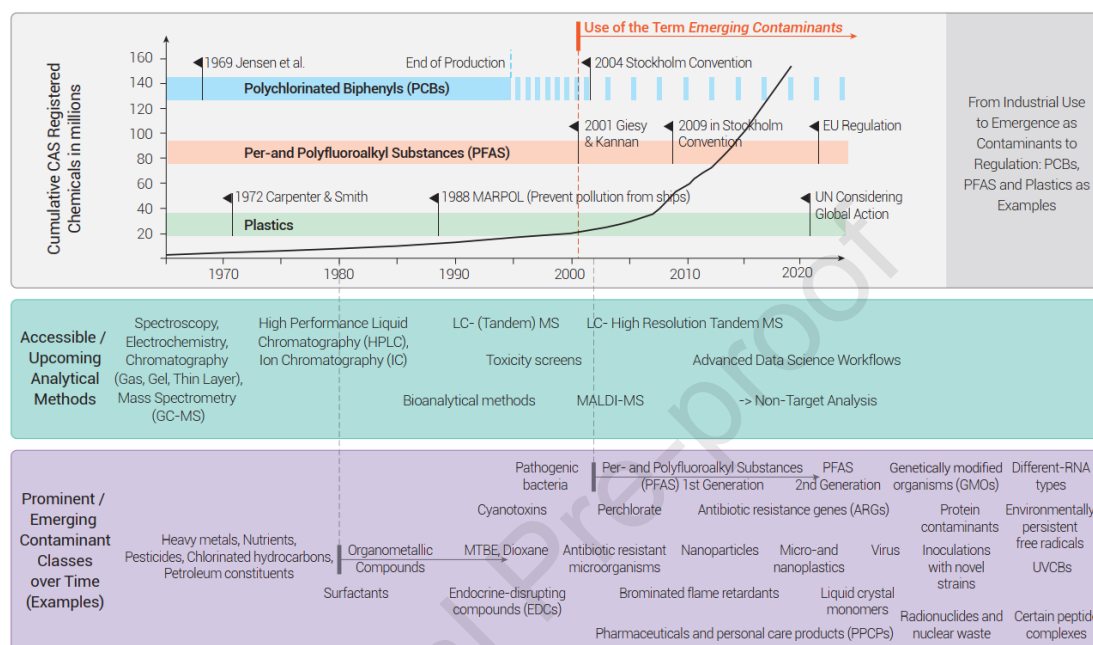 Use of the Term Emerging Contaminants
Cumulative CAS Registered
Chemicals in millions
160
140
120
100
80
60
40
20
1969 Jensen et al.
End of Production
2004 Stockholm Convention
Polychlorinated Biphenyls (PCBs)
2001 Giesy
& Kannan
2009 in Stockholm
Convention
EU Regulation
Per-and Polyfluoroalkyl Substances (PFAS)
1972 Carpenter & Smith
1988 MARPOL (Prevent pollution from ships)
UN Considering
Global Action
Plastics
1970
1980
1990
2000
2010
2020
From Industrial Use
to Emergence as
Contaminants to
Regulation: PCBs,
PFAS and Plastics as
Examples
Accessible /
Upcoming
Analytical
Methods
Spectroscopy,
Electrochemistry,
Chromatography
(Gas, Gel, Thin Layer),
Mass Spectrometry
(GC-MS)
High Performance Liquid
Chromatography (HPLC),
Ion Chromatography (IC)
LC- (Tandem) MS
LC- High Resolution Tandem MS
Toxicity screens
Advanced Data Science Workflows
Bioanalytical methods
MALDI-MS
-> Non-Target Analysis
Prominent /
Emerging
Contaminant
Classes
over Time
(Examples)
Heavy metals, Nutrients,
Pesticides, Chlorinated hydrocarbons,
Petroleum constituents
Organometallic
Compounds
Surfactants
Pathogenic
bacteria
Cyanotoxins
MTBE, Dioxane
Endocrine-disrupting
compounds (EDCs)
Per- and Polyfluoroalkyl Substances
(PFAS) 1st Generation
PFAS
2nd Generation
Perchlorate
Antibiotic resistance genes (ARGs)
Antibiotic resistant
microorganisms
Nanoparticles
Micro-and
nanoplastics
Virus
Brominated flame retardants
Liquid crystal
monomers
Pharmaceuticals and personal care products (PPCPs)
Genetically modified
organisms (GMOs)
Protein
contaminants
Inoculations
with novel
strains
Radionuclides and
nuclear waste
Different-RNA
types
Environmentally
persistent
free radicals
UVCBs
Certain peptide
complexes
Pre-proof